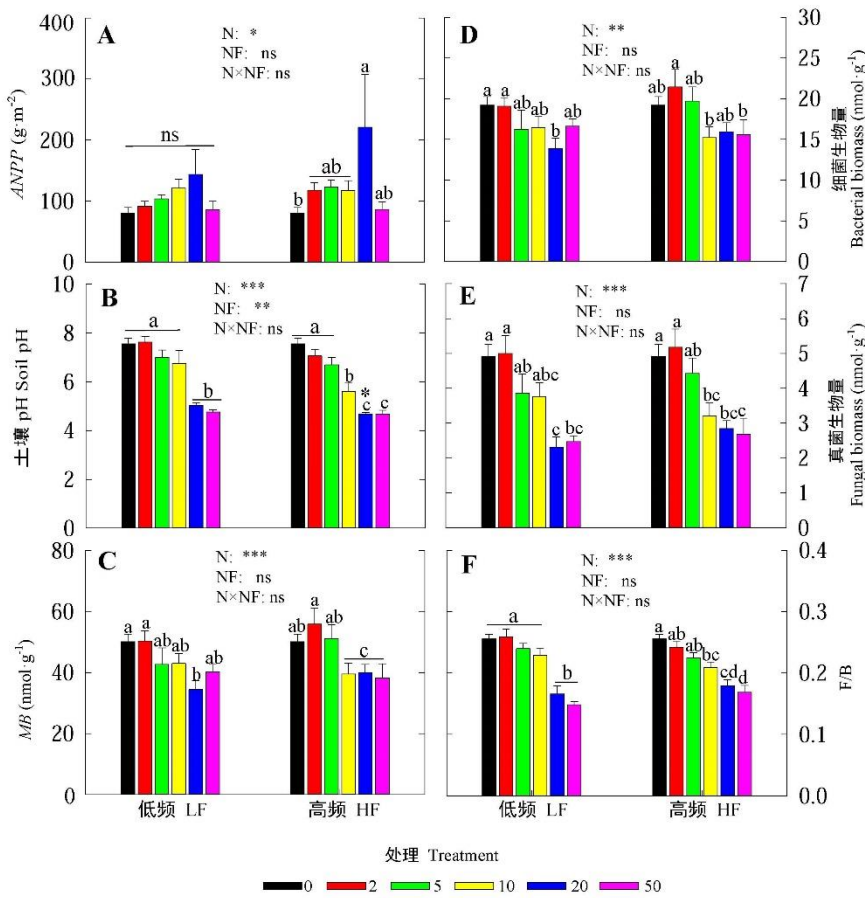 A
N: *
NF: ns
N×NF: ns
ANPP (g·m-2)
400
300
200
100
0
ns
b
ab
a
ab
B
N: ***
NF: **
N×NF: ns
土壤 pH Soil pH
10
8
6
4
2
0
a
b
a
b
*
c
c
C
N: ***
NF: ns
N×NF: ns
MB (nmol·g-1)
80
60
40
20
0
a
a
ab
ab
b
ab
ab
a
ab
c
低频 LF
高频 HF
D
N: **
NF: ns
N×NF: ns
细菌生物量
Bacterial biomass (nmol·g-1)
30
25
20
15
10
5
0
a
a
ab
ab
b
ab
ab
a
ab
b
ab
b
E
N: ***
NF: ns
N×NF: ns
真菌生物量
Fungal biomass (nmol·g-1)
7
6
5
4
3
2
1
0
a
a
ab
abc
c
bc
a
a
ab
bc
bc
c
F
N: ***
NF: ns
N×NF: ns
F/B
0.4
0.3
0.2
0.1
0.0
a
b
a
ab
ab
bc
cd
d
低频 LF
高频 HF
处理 Treatment
0 2 5 10 20 50